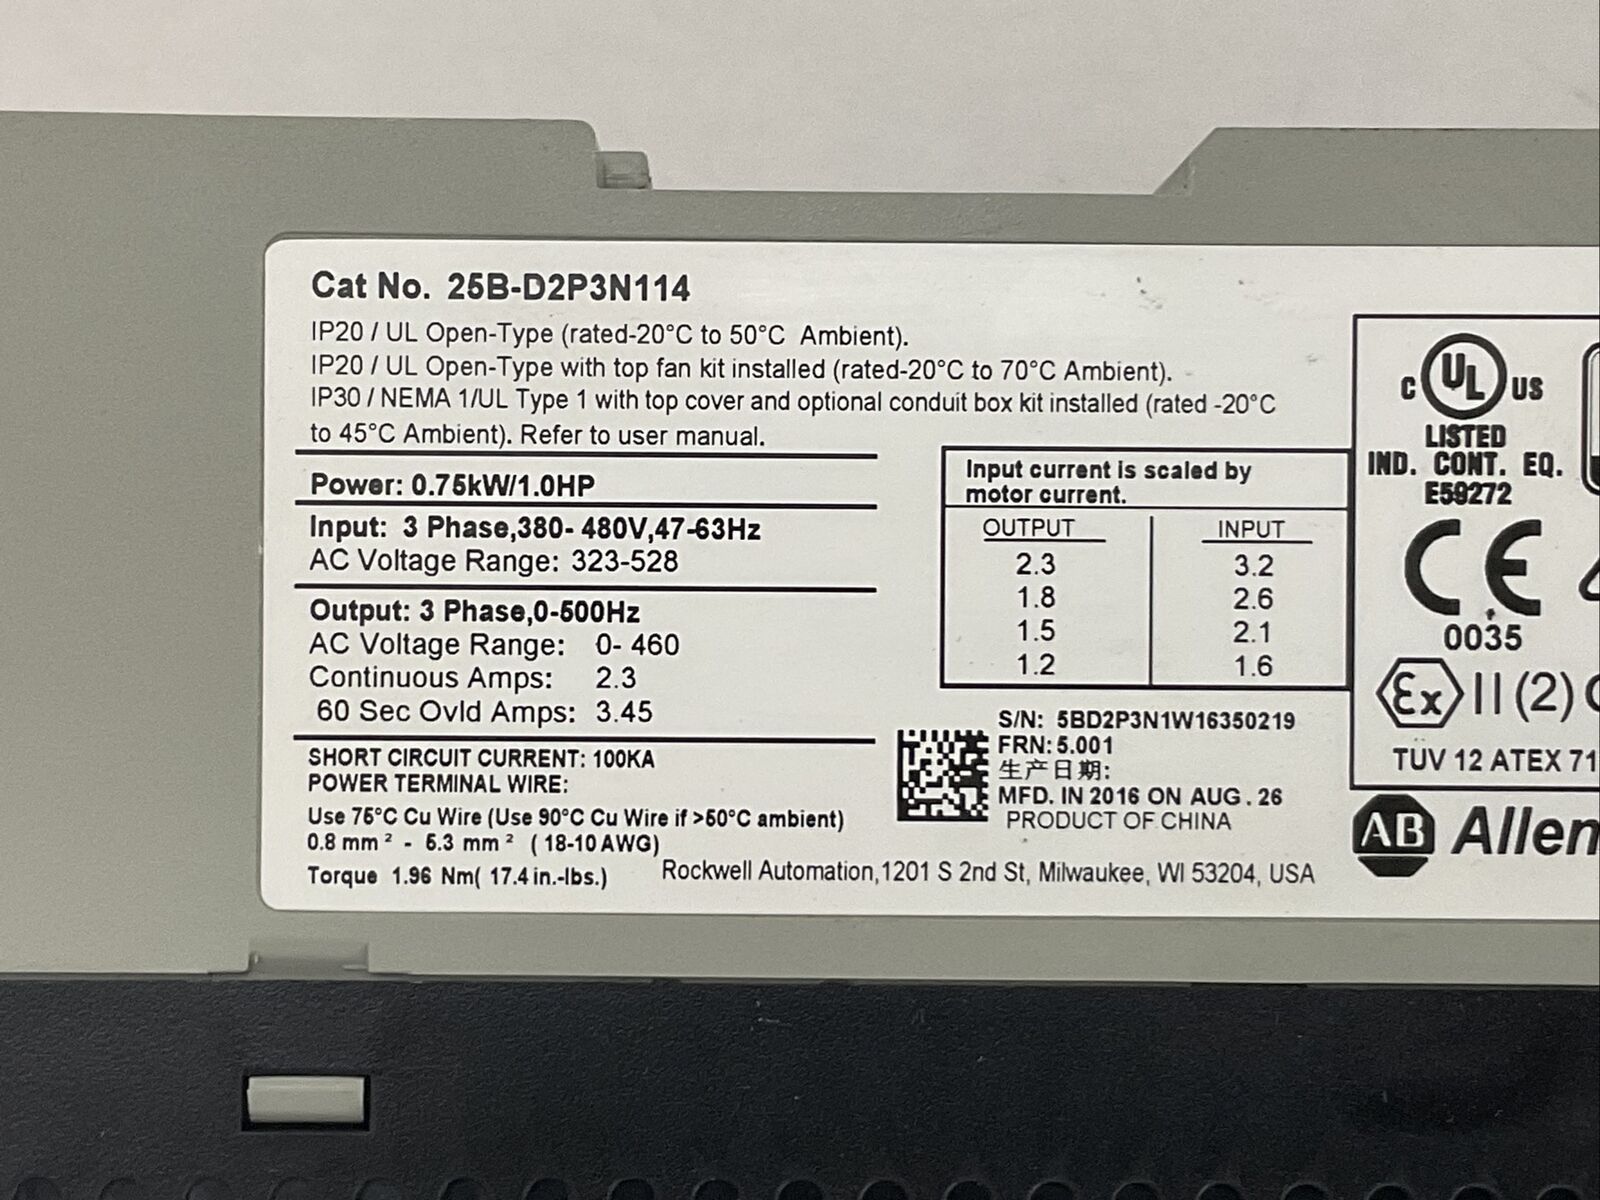 Cat No. 25B-D2P3N114
IP20 / UL Open-Type (rated-20°C to 50°C Ambient).
IP20 / UL Open-Type with top fan kit installed (rated-20°C to 70°C Ambient).
IP30 / NEMA 1/UL Type 1 with top cover and optional conduit box kit installed (rated -20°C
to 45°C Ambient). Refer to user manual.
Power: 0.75kW/1.0HP
Input: 3 Phase,380- 480V,47-63Hz
AC Voltage Range: 323-528
Output: 3 Phase,0-500Hz
AC Voltage Range: 0- 460
Continuous Amps: 2.3
60 Sec Ovld Amps: 3.45
SHORT CIRCUIT CURRENT: 100KA
POWER TERMINAL WIRE:
Use 75°C Cu Wire (Use 90°C Cu Wire if >50°C ambient)
0.8 mm² - 5.3 mm² ( 18-10 AWG)
Torque 1.96 Nm( 17.4 in.-lbs.)
Input current is scaled by
motor current.
OUTPUT INPUT
2.3 3.2
1.8 2.6
1.5 2.1
1.2 1.6
S/N: 5BD2P3N1W16350219
FRN: 5.001
生产日期:
MFD. IN 2016 ON AUG . 26
PRODUCT OF CHINA
Rockwell Automation,1201 S 2nd St, Milwaukee, WI 53204, USA
C UL US
LISTED
IND. CONT. EQ.
E59272
CE
0035
Ex II (2)
TUV 12 ATEX 71
AB Allen